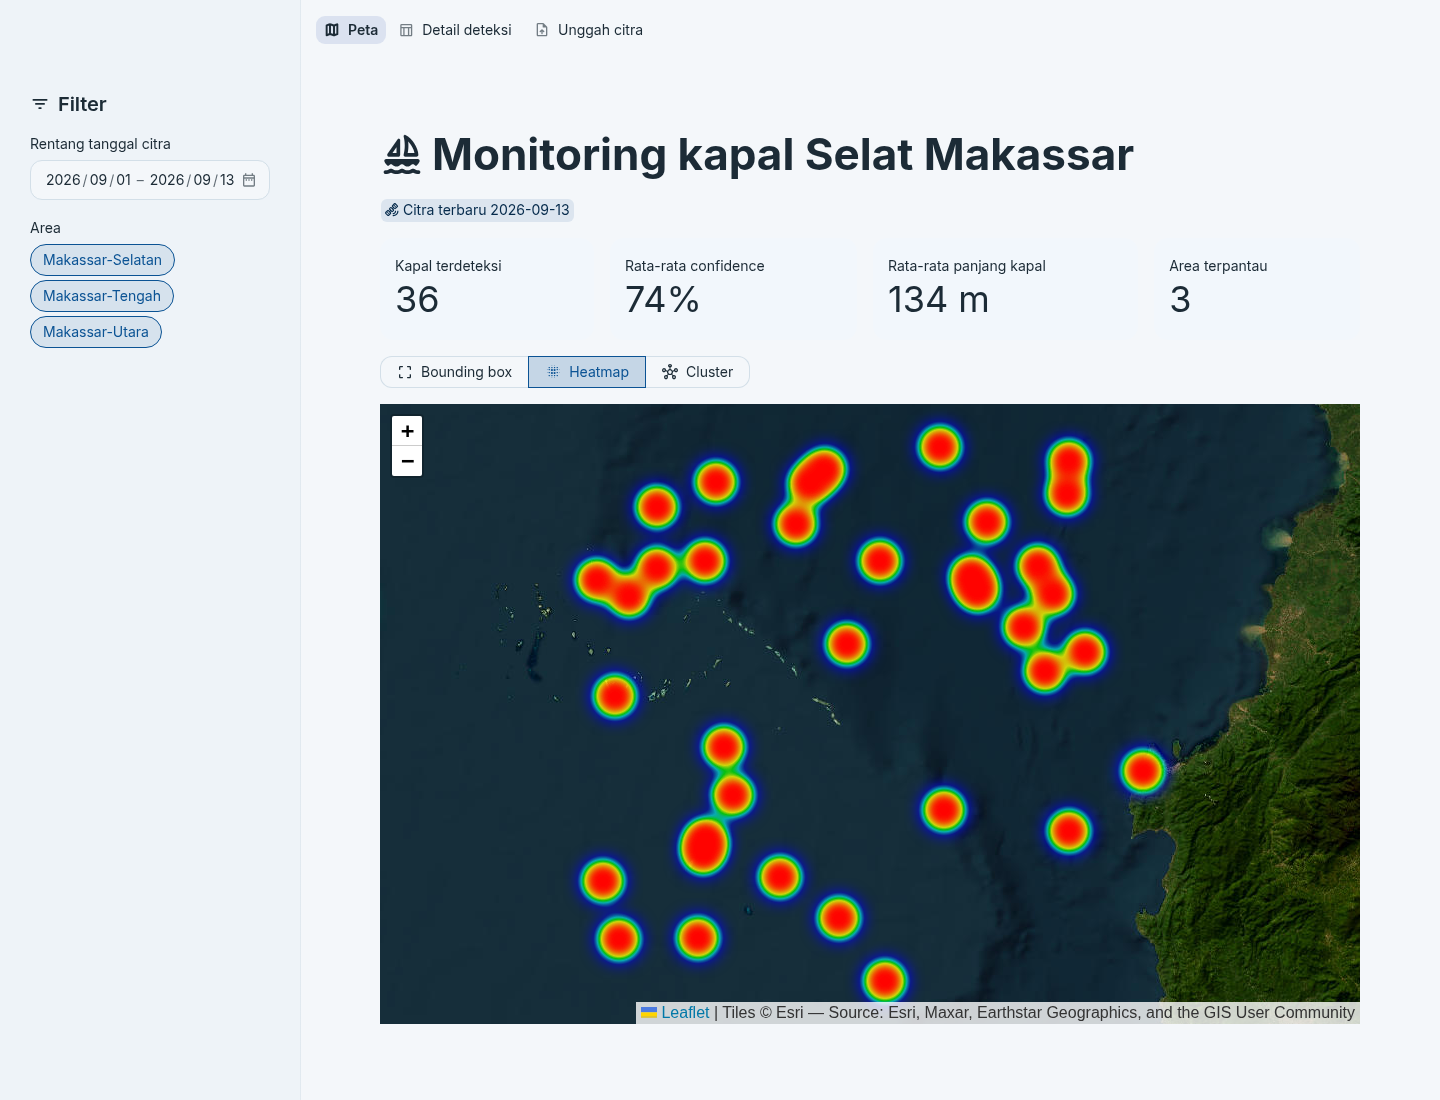 Peta
Detail deteksi
Unggah citra
Filter
Rentang tanggal citra
2026/09/01 – 2026/09/13
Area
Makassar-Selatan
Makassar-Tengah
Makassar-Utara
Monitoring kapal Selat Makassar
Citra terbaru 2026-09-13
Kapal terdeteksi
36
Rata-rata confidence
74%
Rata-rata panjang kapal
134 m
Area terpantau
3
Bounding box
Heatmap
Cluster
+
−
Leaflet | Tiles © Esri — Source: Esri, Maxar, Earthstar Geographics, and the GIS User Community